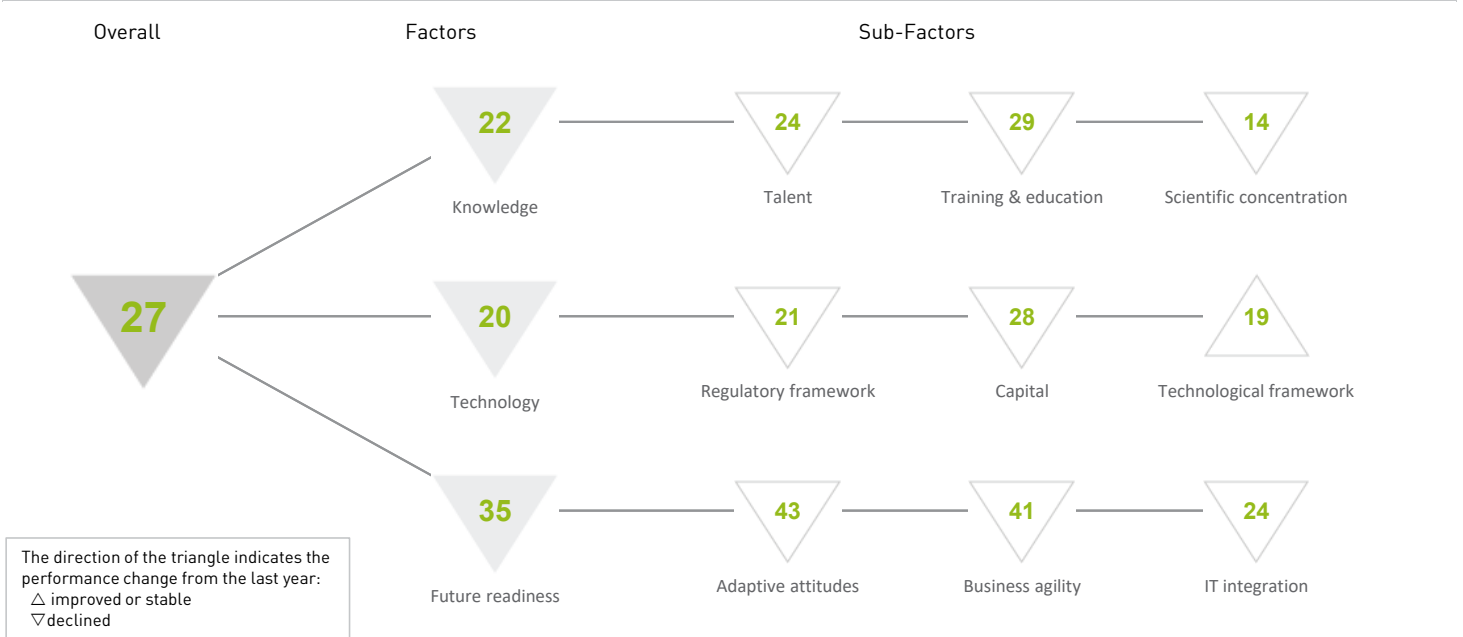 Overall
Factors
Sub-Factors
22
24
29
14
Knowledge
Talent
Training & education
Scientific concentration
27
20
21
28
19
Technology
Regulatory framework
Capital
Technological framework
35
43
41
24
Future readiness
Adaptive attitudes
Business agility
IT integration
The direction of the triangle indicates the
performance change from the last year:
△ improved or stable
▽ declined